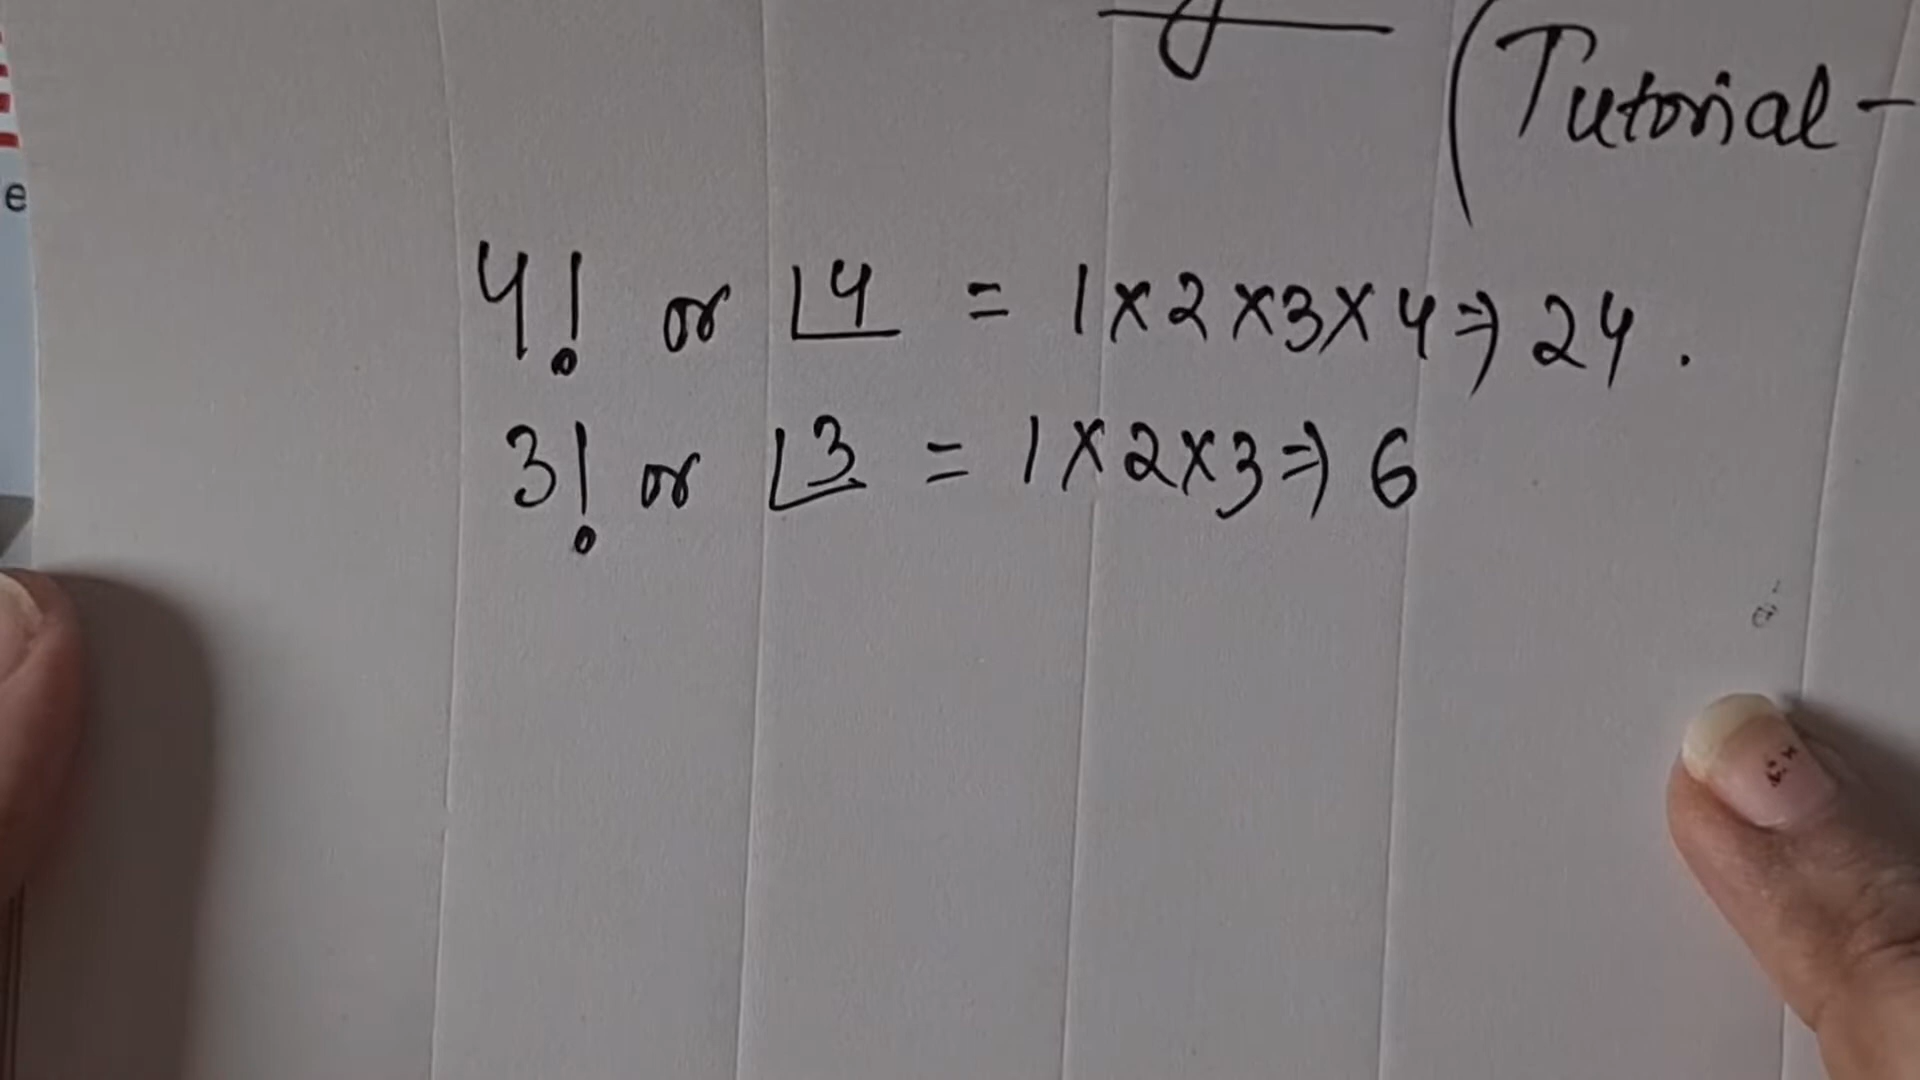 (Tutorial -
4! or |4 = 1×2×3×4 ⇒ 24.
3! or |3 = 1×2×3 ⇒ 6
e